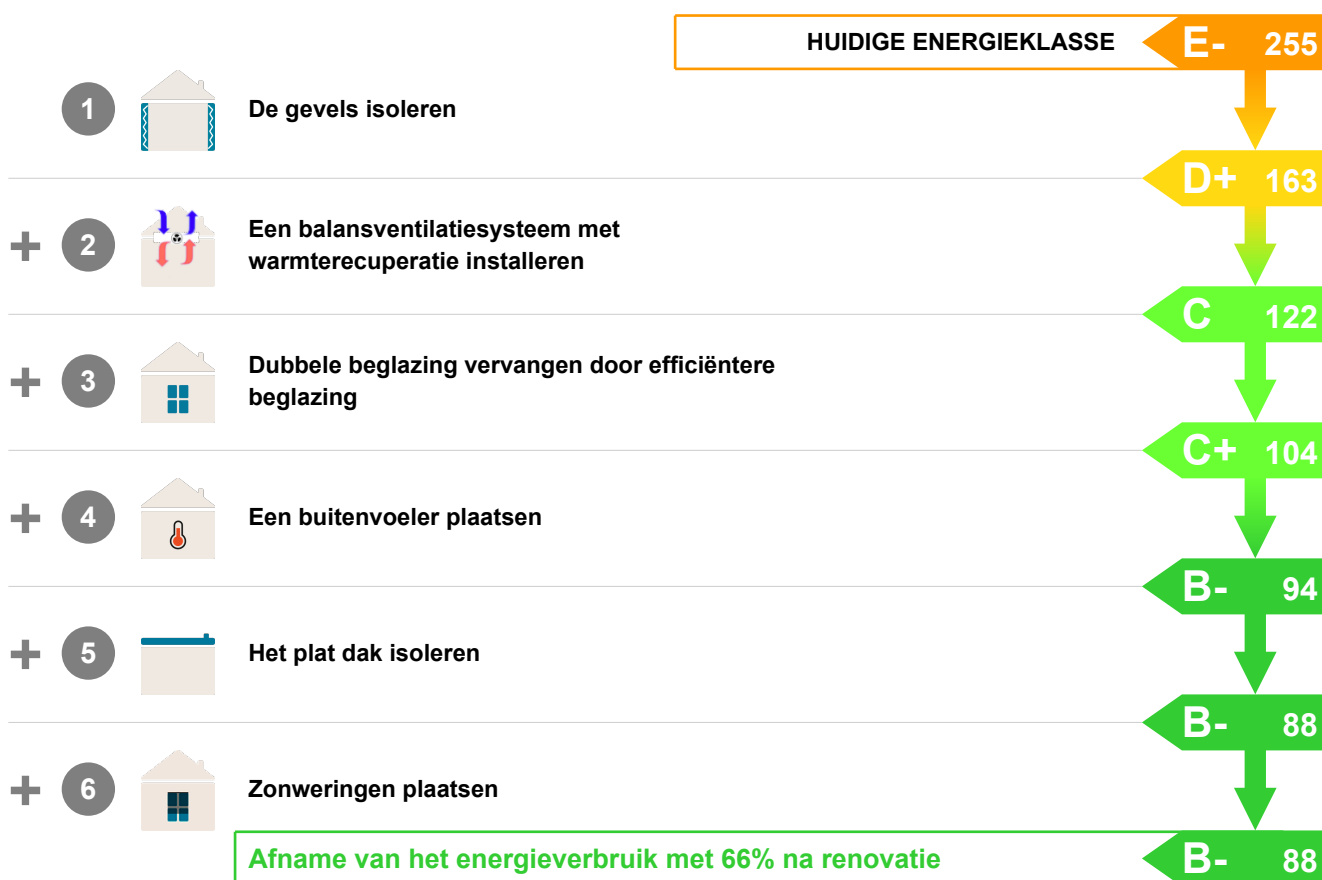 HUIDIGE ENERGIEKLASSE E- 255
1 De gevels isoleren
D+ 163
+ 2 Een balansventilatiesysteem met
warmterecuperatie installeren
C 122
+ 3 Dubbele beglazing vervangen door efficiëntere
beglazing
C+ 104
+ 4 Een buitenvoeler plaatsen
B- 94
+ 5 Het plat dak isoleren
B- 88
+ 6 Zonweringen plaatsen
Afname van het energieverbruik met 66% na renovatie B- 88